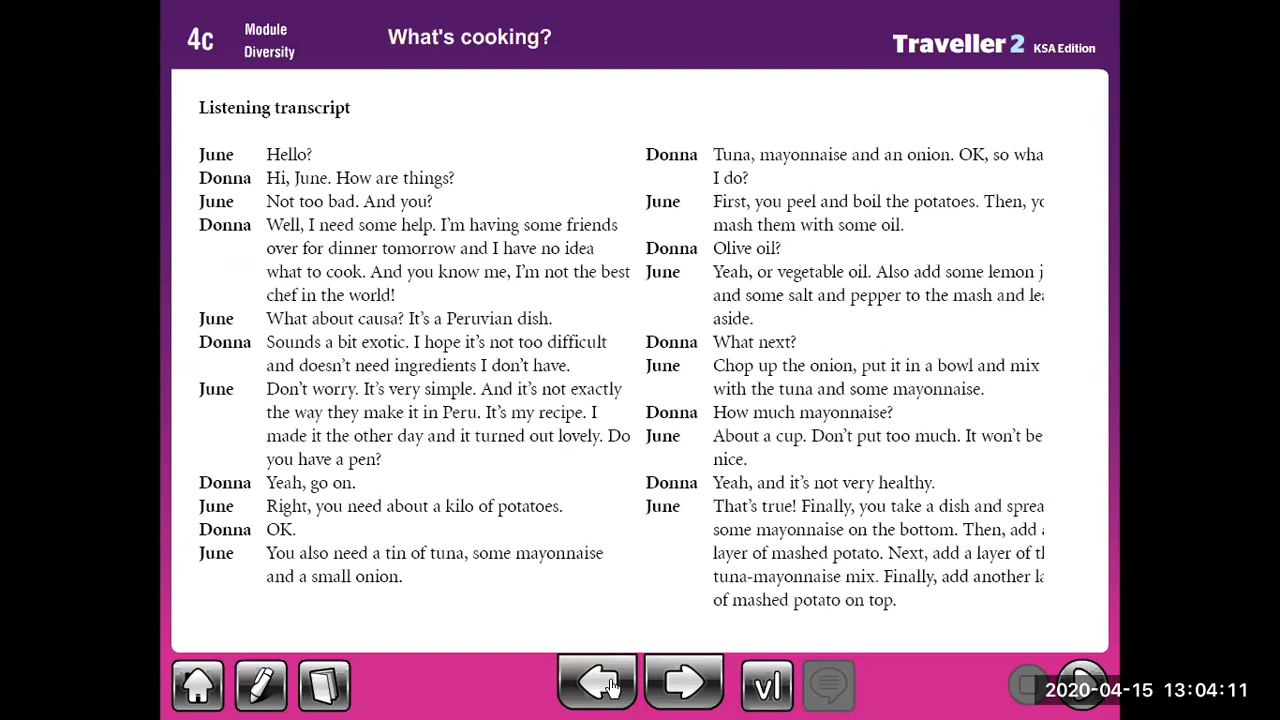 4c
Module
Diversity
What's cooking?
Traveller 2 KSA Edition
Listening transcript
June Hello?
Donna Hi, June. How are things?
June Not too bad. And you?
Donna Well, I need some help. I'm having some friends
over for dinner tomorrow and I have no idea
what to cook. And you know me, I'm not the best
chef in the world!
June What about causa? It's a Peruvian dish.
Donna Sounds a bit exotic. I hope it's not too difficult
and doesn't need ingredients I don't have.
June Don't worry. It's very simple. And it's not exactly
the way they make it in Peru. It's my recipe. I
made it the other day and it turned out lovely. Do
you have a pen?
Donna Yeah, go on.
June Right, you need about a kilo of potatoes.
Donna OK.
June You also need a tin of tuna, some mayonnaise
and a small onion.
Donna Tuna, mayonnaise and an onion. OK, so
I do?
June First, you peel and boil the potatoes. Then,
mash them with some oil.
Donna Olive oil?
June Yeah, or vegetable oil. Also add some lemon
and some salt and pepper to the mash and
aside.
Donna What next?
June Chop up the onion, put it in a bowl and mix
with the tuna and some mayonnaise.
Donna How much mayonnaise?
June About a cup. Don't put too much. It won't be
nice.
Donna Yeah, and it's not very healthy.
June That's true! Finally, you take a dish and
some mayonnaise on the bottom. Then, add
layer of mashed potato. Next, add a layer of
tuna-mayonnaise mix. Finally, add another
of mashed potato on top.
vl
2020-04-15 13:04:11